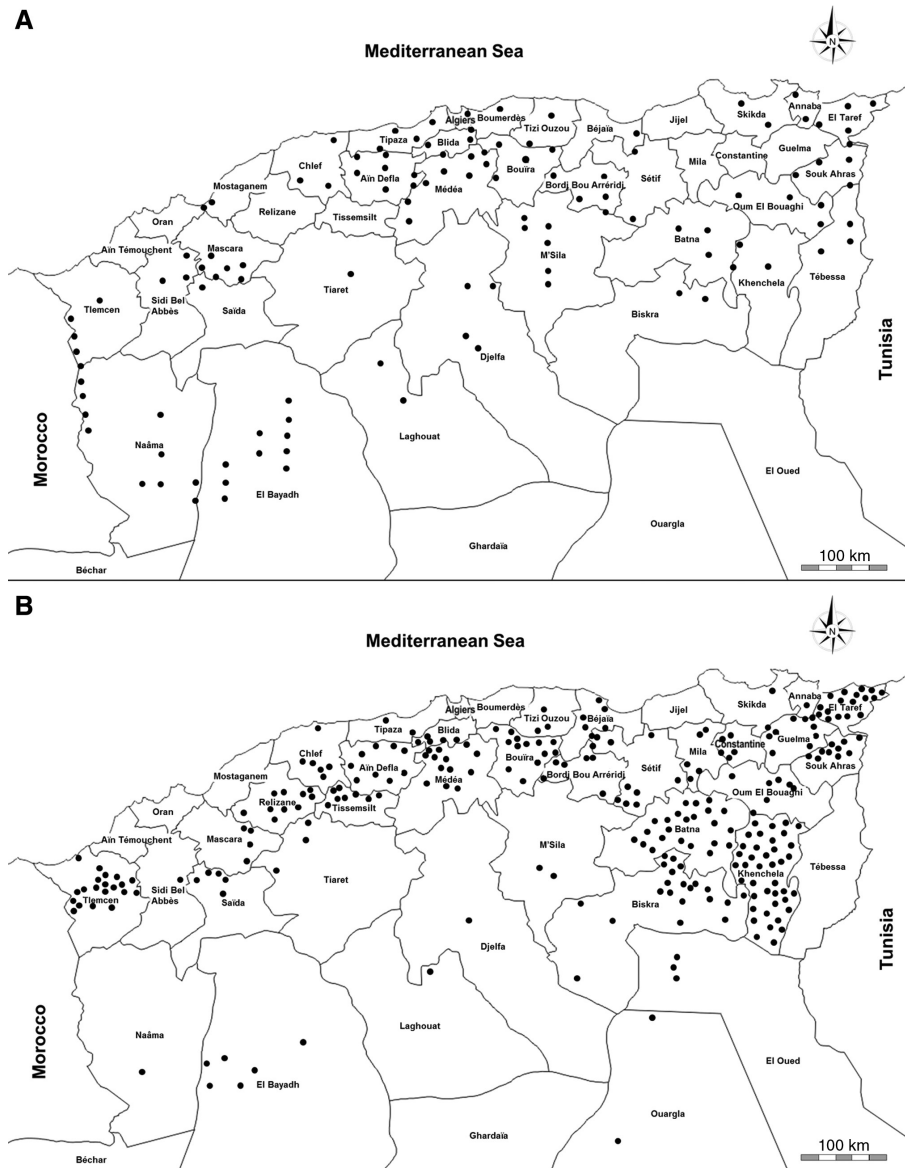 A
N
Mediterranean Sea
Algiers
Boumerdès
Tizi Ouzou
Béjaïa
Jijel
Skikda
Annaba
El Taref
Tipaza
Blida
Chlef
Aïn Defla
Médéa
Bouïra
Bordj Bou Arréridj
Sétif
Mila
Constantine
Guelma
Souk Ahras
Mostaganem
Relizane
Tissemsilt
Oran
Oum El Bouaghi
Aïn Témouchent
Mascara
M'Sila
Batna
Khenchela
Tébessa
Tlemcen
Sidi Bel
Abbès
Saïda
Tiaret
Biskra
Djelfa
Tunisia
Morocco
Naâma
El Bayadh
Laghouat
El Oued
Ouargla
Ghardaïa
Béchar
100 km
B
N
Mediterranean Sea
Algiers
Boumerdès
Tizi Ouzou
Béjaïa
Jijel
Skikda
Annaba
El Taref
Tipaza
Blida
Chlef
Aïn Defla
Médéa
Bouïra
Bordj Bou Arréridj
Sétif
Mila
Constantine
Guelma
Souk Ahras
Mostaganem
Relizane
Tissemsilt
Oran
Oum El Bouaghi
Aïn Témouchent
Mascara
M'Sila
Batna
Khenchela
Tébessa
Tlemcen
Sidi Bel
Abbès
Saïda
Tiaret
Biskra
Djelfa
Tunisia
Morocco
Naâma
El Bayadh
Laghouat
El Oued
Ouargla
Ghardaïa
Béchar
100 km